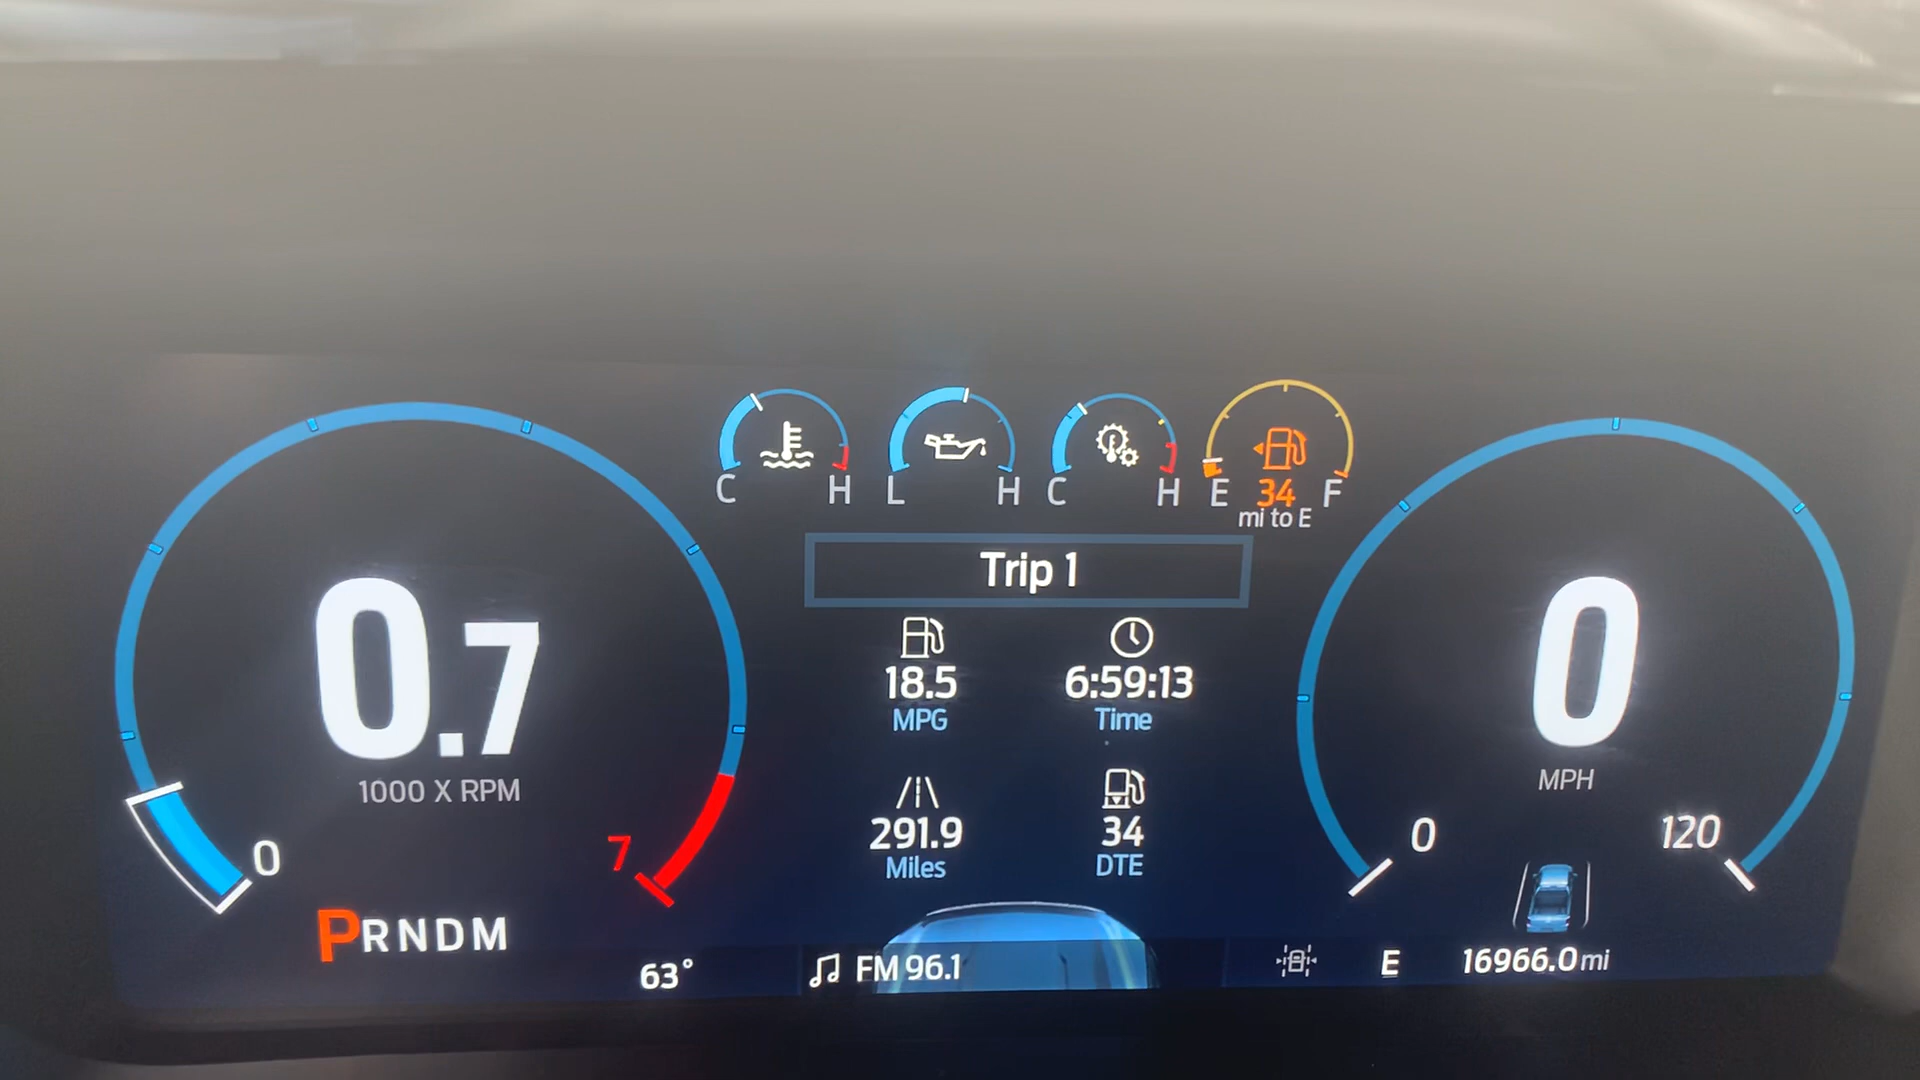 C H L H C H E 34 F
mi to E
Trip 1
18.5
MPG
6:59:13
Time
291.9
Miles
34
DTE
0.7
1000 X RPM
0
7
PRNDM
0
MPH
0
120
63°
FM 96.1
E
16966.0 mi